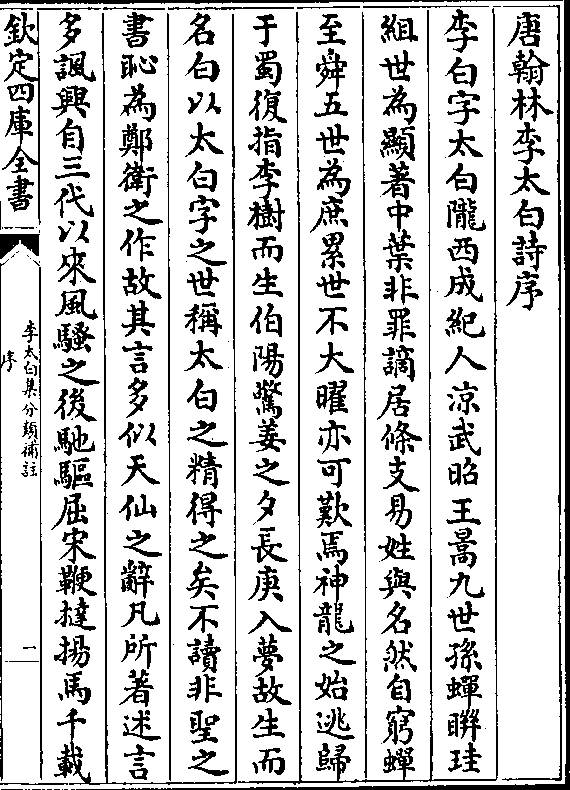 唐翰林李太白詩序
李白字太白隴西成紀人涼武昭王暠九世孫蟬聨珪
組世為顯著中葉非罪謫居條支易姓與名然自窮蟬
至舜五世為庶累世不大曜亦可歎焉神龍之始逃歸
于蜀復指李樹而生伯陽驚姜之夕長庚入夢故生而
名白以太白字之世稱太白之精得之矣不讀非聖之
書恥為鄭衛之作故其言多似天仙之辭凡所著述言
多諷興自三代以來風騷之後馳驅屈宋鞭撻揚馬千載
欽定四庫全書
李太白集分類補註
序
一